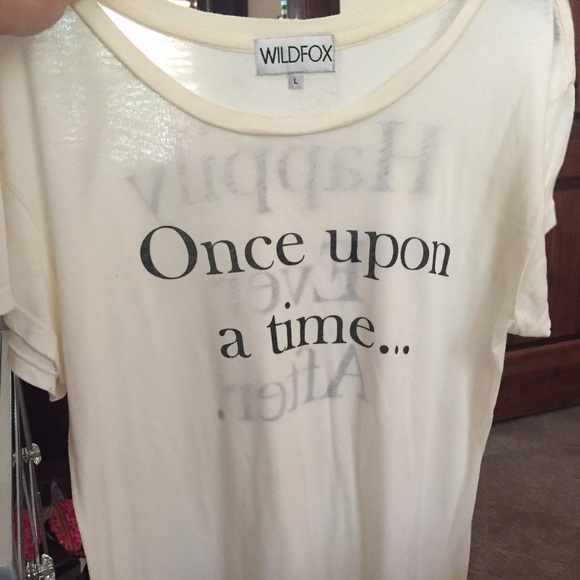 WILDFOX
L
Once upon
a time...
Happily
Ever
After.